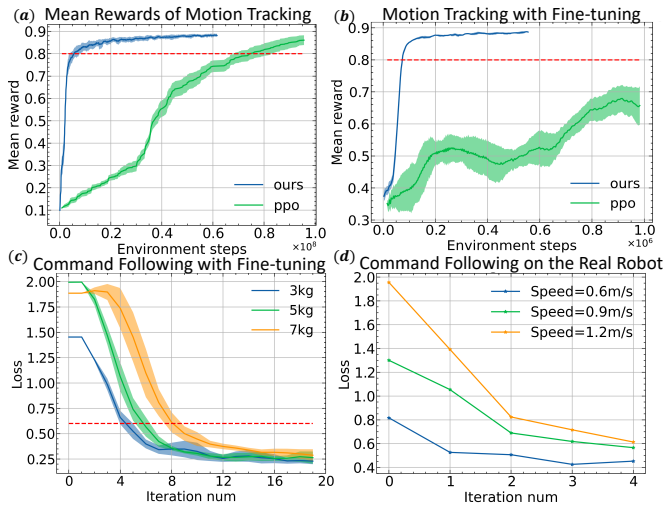 (a) Mean Rewards of Motion Tracking
0.9
0.8
0.7
0.6
0.5
0.4
0.3
0.2
0.1
Mean reward
ours
ppo
0.0 0.2 0.4 0.6 0.8 1.0
Environment steps
×10⁸
(b) Motion Tracking with Fine-tuning
0.9
0.8
0.7
0.6
0.5
0.4
0.3
Mean reward
ours
ppo
0.0 0.2 0.4 0.6 0.8 1.0
Environment steps
×10⁶
(c) Command Following with Fine-tuning
2.00
1.75
1.50
1.25
1.00
0.75
0.50
0.25
Loss
3kg
5kg
7kg
0 4 8 12 16 20
Iteration num
(d) Command Following on the Real Robot
2.0
1.8
1.6
1.4
1.2
1.0
0.8
0.6
0.4
Loss
Speed=0.6m/s
Speed=0.9m/s
Speed=1.2m/s
0 1 2 3 4
Iteration num